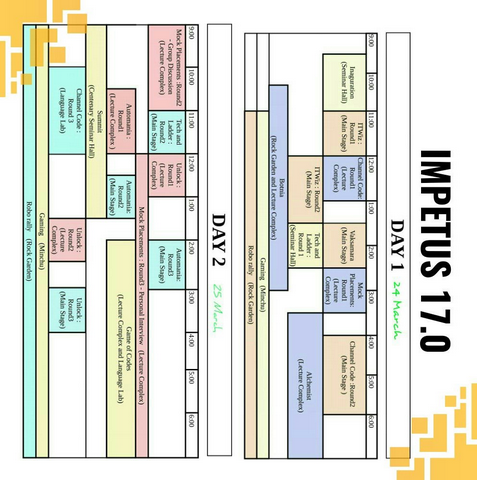 IMPETUS 17.0
DAY 1
24 March
9:00
10:00
11:00
12:00
1:00
2:00
3:00
4:00
5:00
6:00
Inaguration
(Seminar Hall)
ITWiz :
Round1
(Main Stage)
Channel Code:
Round1
(Lecture
Complex)
Vaksamara
(Main Stage)
Mock
Placements:
Round1
(Lecture
Complex)
Channel Code :Round2
(Main Stage )
ITWiz : Round2
(Main Stage)
Tech and
Ladder :
Round 1
(Seminar Hall)
Alchemist
(Lecture Complex)
Botnia
(Rock Garden and Lecture Complex)
Gaming (Minchu)
Robo rally (Rock Garden)
DAY 2
25 March
9:00
10:00
11:00
12:00
1:00
2:00
3:00
4:00
5:00
6:00
Mock Placements :Round2
- Group Discussion
(Lecture Complex)
Tech and
Ladder :
Round2
(Main Stage)
Unlock :
Round1
(Lecture
Complex)
Automania:
Round3
(Main Stage)
Mock Placements : Round3 - Personal Interview (Lecture Complex)
Automania :
Round1
(Lecture Complex )
Automania:
Round2
(Main Stage)
Game of Codes
(Lecture Complex and Language Lab)
Summit
(Centenary Seminar Hall)
Channel Code :
Round 3
(Language Lab)
Unlock :
Round2
(Lecture
Complex)
Unlock :
Round3
(Main Stage)
Gaming (Minchu)
Robo rally (Rock Garden)